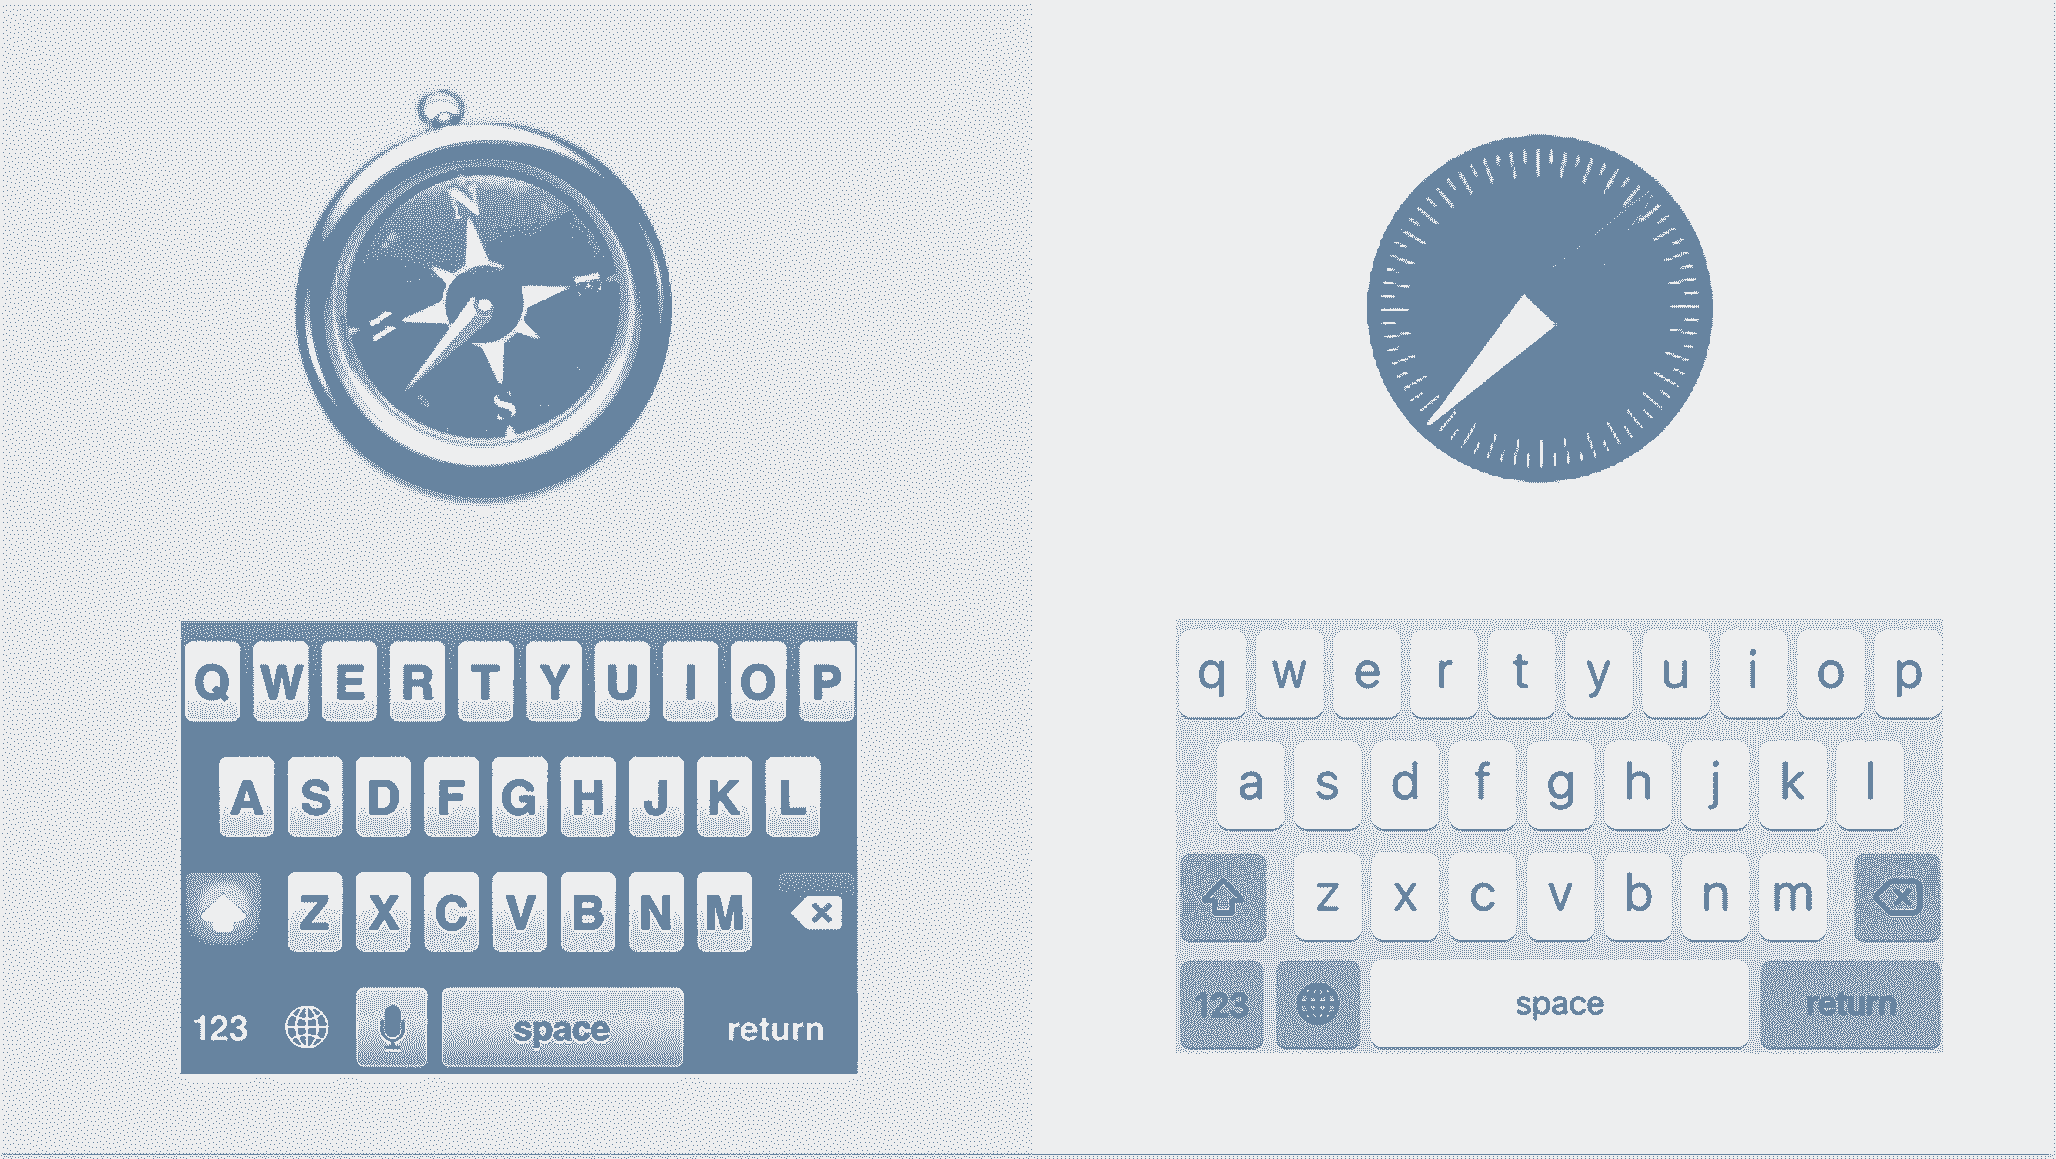 N
S
Q W E R T Y U I O P
A S D F G H J K L
Z X C V B N M
123 space return
q w e r t y u i o p
a s d f g h j k l
z x c v b n m
123 space return